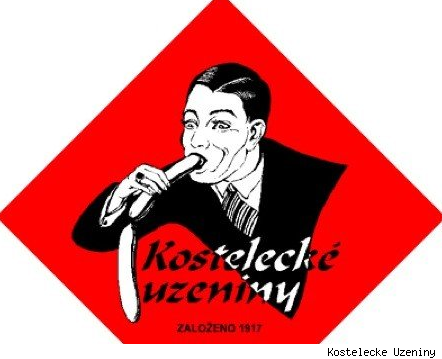 Kostelecké
uzeniny
ZALOŽENO 1917
Kostelecke Uzeniny